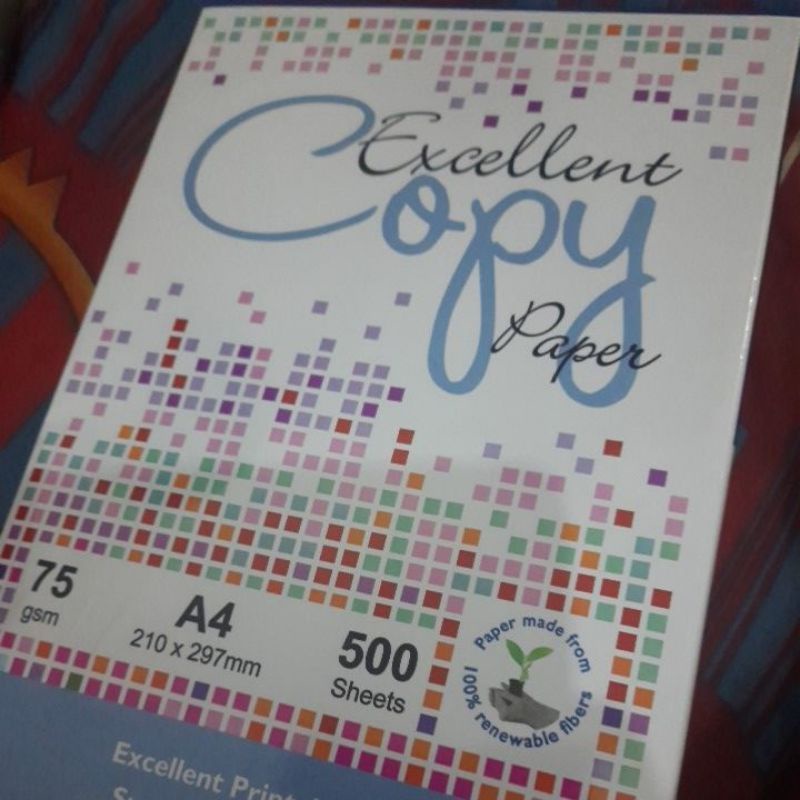 Excellent
Copy
Paper
75
gsm
A4
210 x 297mm
500
Sheets
Paper made from
100% renewable fibers
Excellent